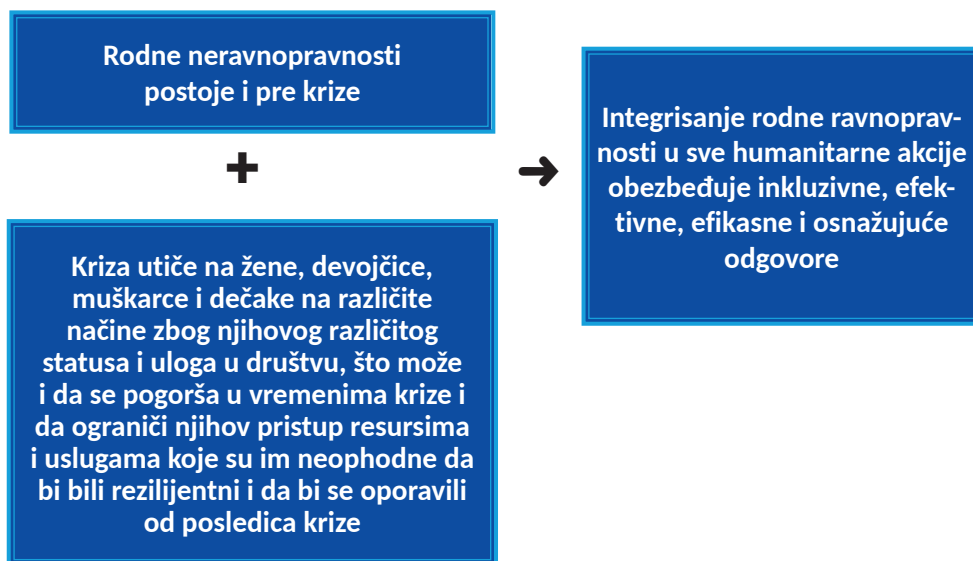 Rodne neravnopravnosti
postoje i pre krize
+
Kriza utiče na žene, devojčice,
muškarce i dečake na različite
načine zbog njihovog različitog
statusa i uloga u društvu, što može
i da se pogorša u vremenima krize i
da ograniči njihov pristup resursima
i uslugama koje su im neophodne da
bi bili rezilijentni i da bi se oporavili
od posledica krize
➜
Integrisanje rodne ravnoprav-
nosti u sve humanitarne akcije
obezbeđuje inkluzivne, efek-
tivne, efikasne i osnažujuće
odgovore